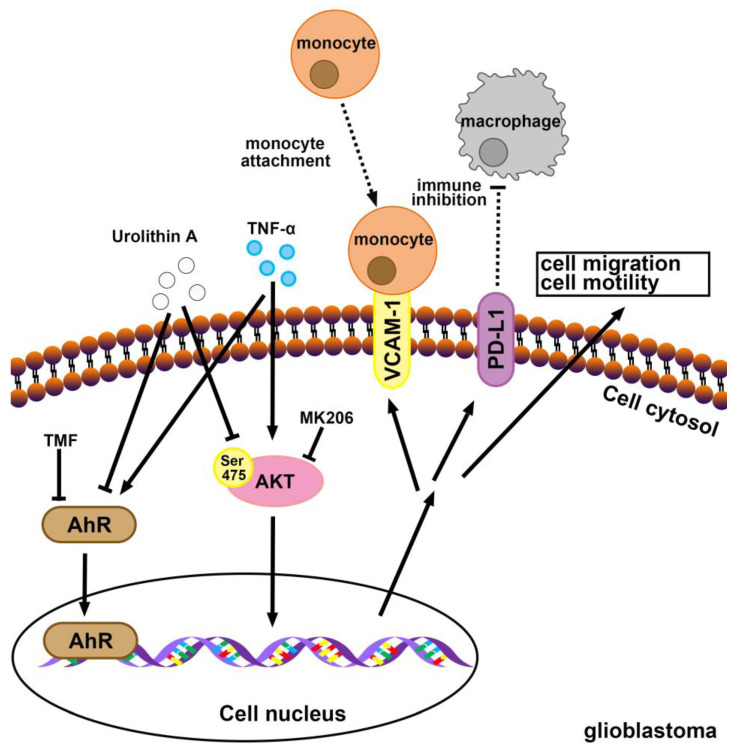 monocyte
monocyte
attachment
macrophage
immune
inhibition
Urolithin A
TNF-α
monocyte
cell migration
cell motility
VCAM-1
PD-L1
Cell cytosol
TMF
MK206
Ser
475
AKT
AhR
AhR
Cell nucleus
glioblastoma